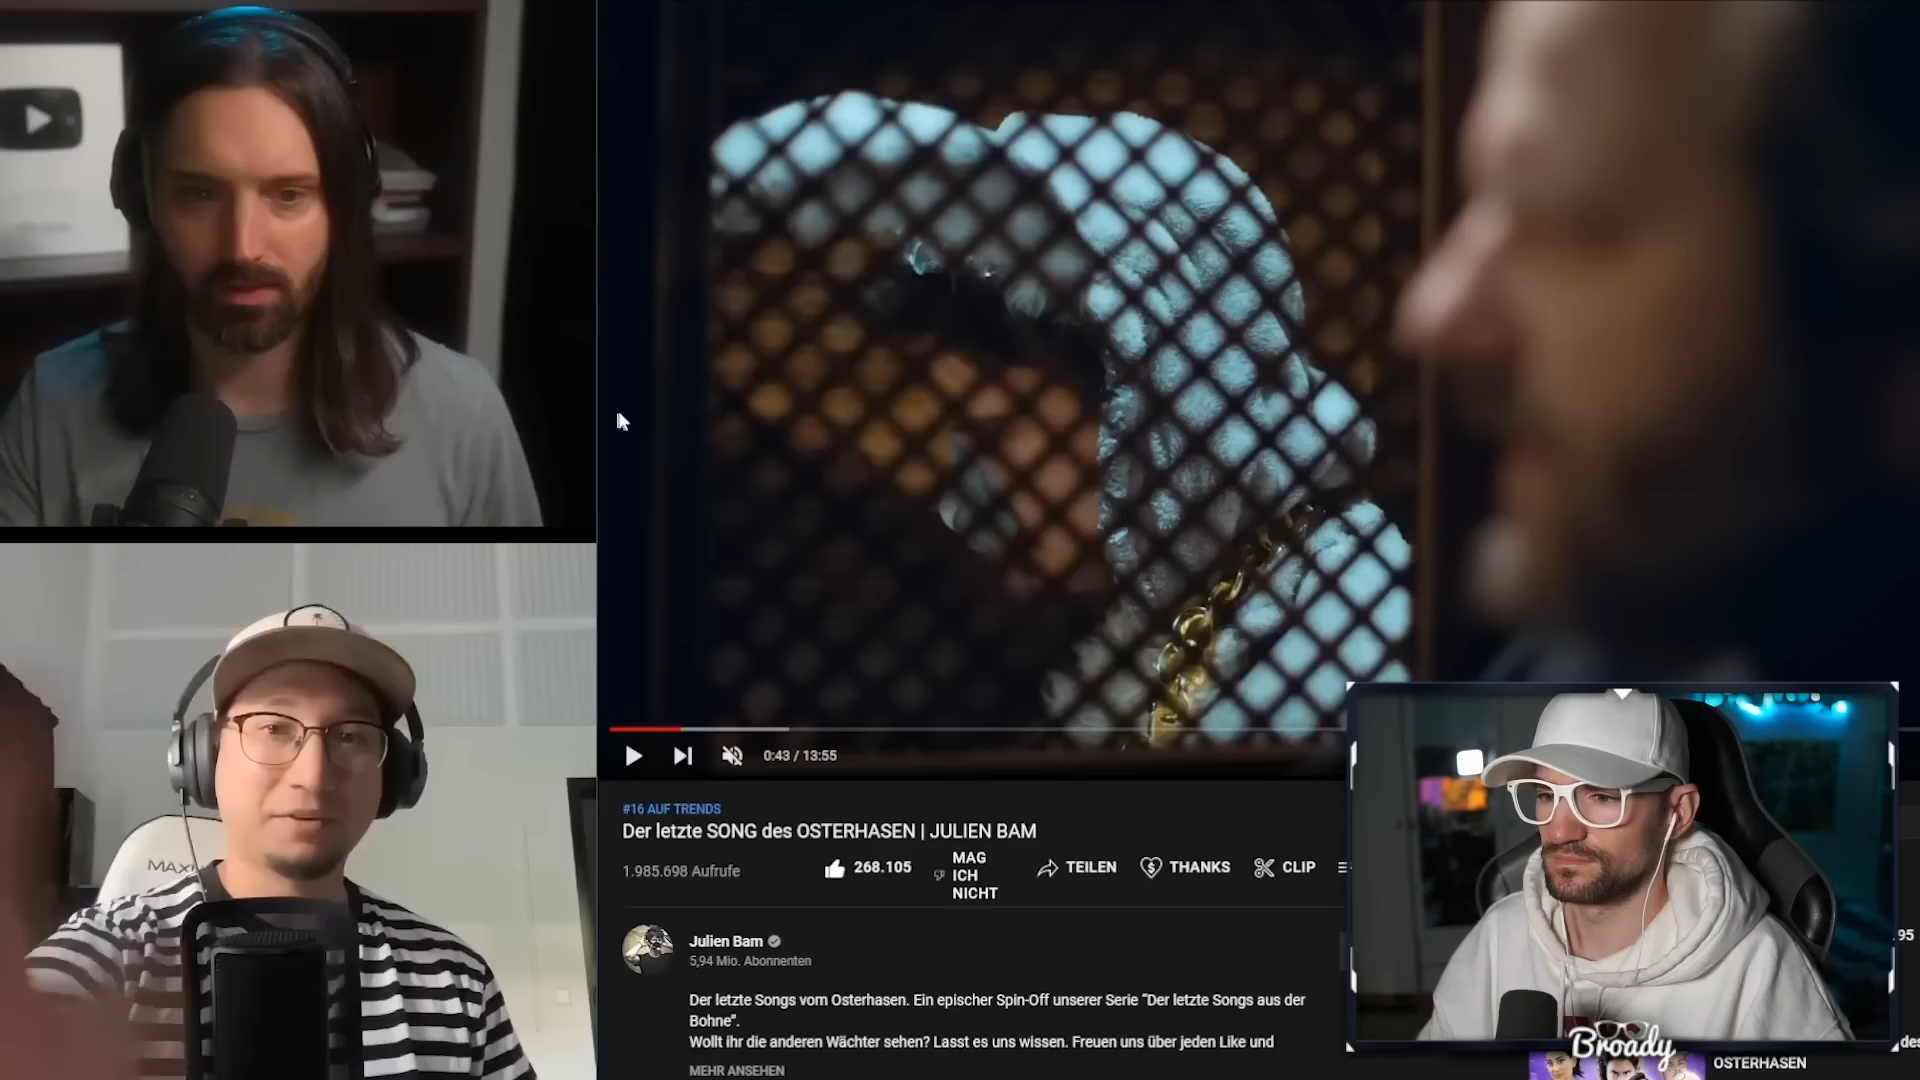 MAX
0:43 / 13:55
#16 AUF TRENDS
Der letzte SONG des OSTERHASEN | JULIEN BAM
1.985.698 Aufrufe
268.105
MAG
ICH
NICHT
TEILEN
THANKS
CLIP
Julien Bam
5,94 Mio. Abonnenten
Der letzte Songs vom Osterhasen. Ein epischer Spin-Off unserer Serie “Der letzte Songs aus der
Bohne”.
Wollt ihr die anderen Wächter sehen? Lasst es uns wissen. Freuen uns über jeden Like und
MEHR ANSEHEN
Broady
OSTERHASEN